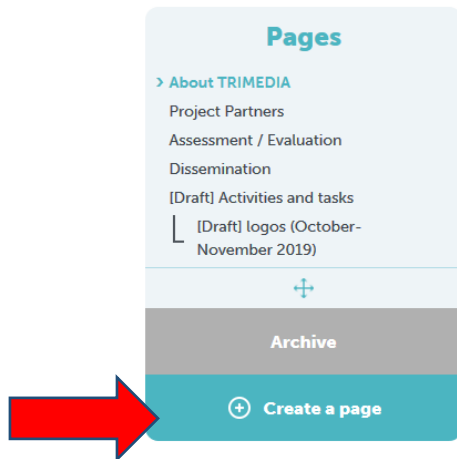 Pages
› About TRIMEDIA
Project Partners
Assessment / Evaluation
Dissemination
[Draft] Activities and tasks
[Draft] logos (October-
November 2019)
Archive
Create a page